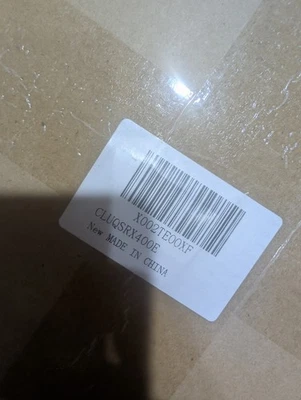 X002TE00XF
CLUQSRX400E
New MADE IN CHINA